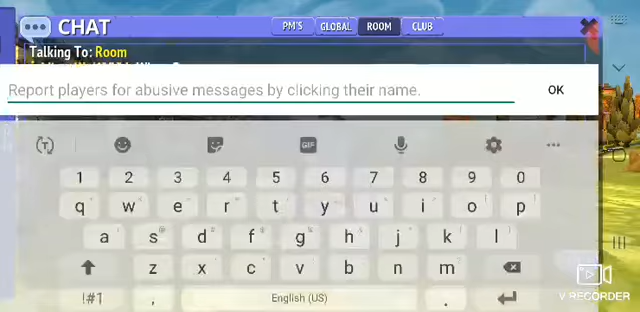 CHAT
PM'S GLOBAL ROOM CLUB
Talking To: Room
Report players for abusive messages by clicking their name.
OK
GIF
1 2 3 4 5 6 7 8 9 0
q w e r t y u i o p
a s d f g h j k l
z x c v b n m
!#1 , English (US) .
V RECORDER